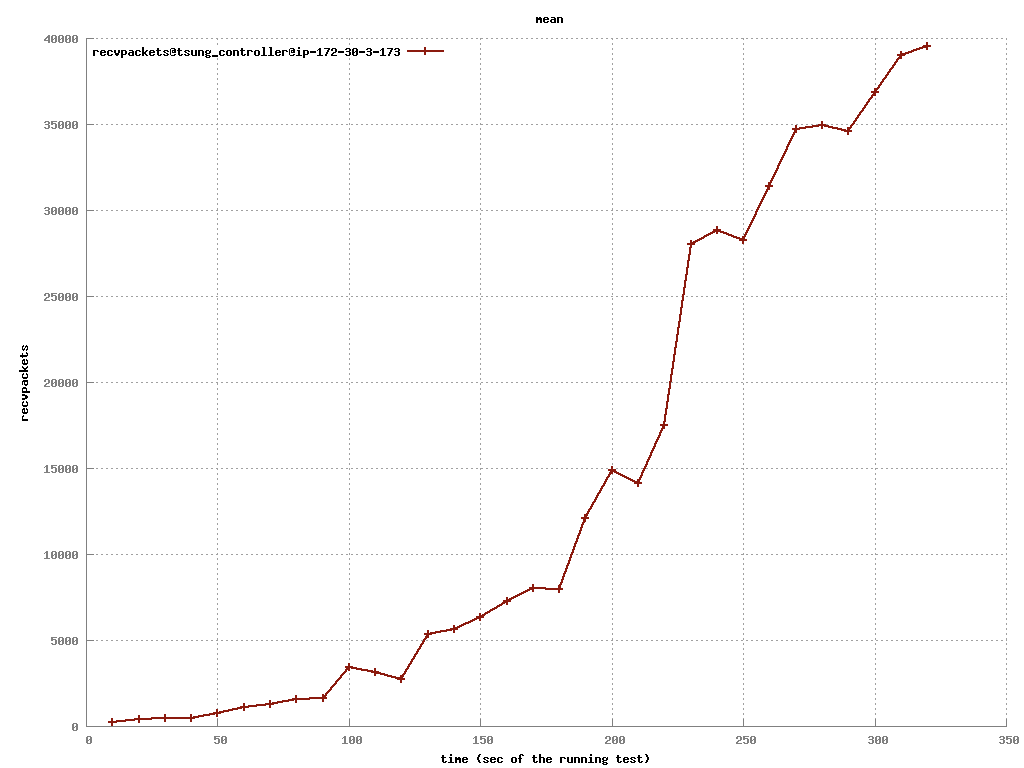 mean
40000
recvpackets@tsung_controller@ip-172-30-3-173
35000
30000
25000
20000
15000
10000
5000
0
recvpackets
0 50 100 150 200 250 300 350
time (sec of the running test)